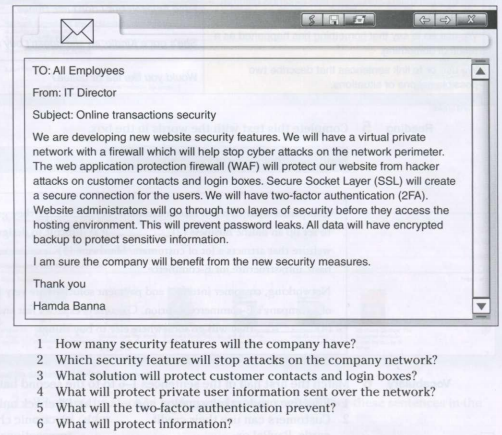 TO: All Employees
From: IT Director
Subject: Online transactions security
We are developing new website security features. We will have a virtual private
network with a firewall which will help stop cyber attacks on the network perimeter.
The web application protection firewall (WAF) will protect our website from hacker
attacks on customer contacts and login boxes. Secure Socket Layer (SSL) will create
a secure connection for the users. We will have two-factor authentication (2FA).
Website administrators will go through two layers of security before they access the
hosting environment. This will prevent password leaks. All data will have encrypted
backup to protect sensitive information.
I am sure the company will benefit from the new security measures.
Thank you
Hamda Banna
1 How many security features will the company have?
2 Which security feature will stop attacks on the company network?
3 What solution will protect customer contacts and login boxes?
4 What will protect private user information sent over the network?
5 What will the two-factor authentication prevent?
6 What will protect information?